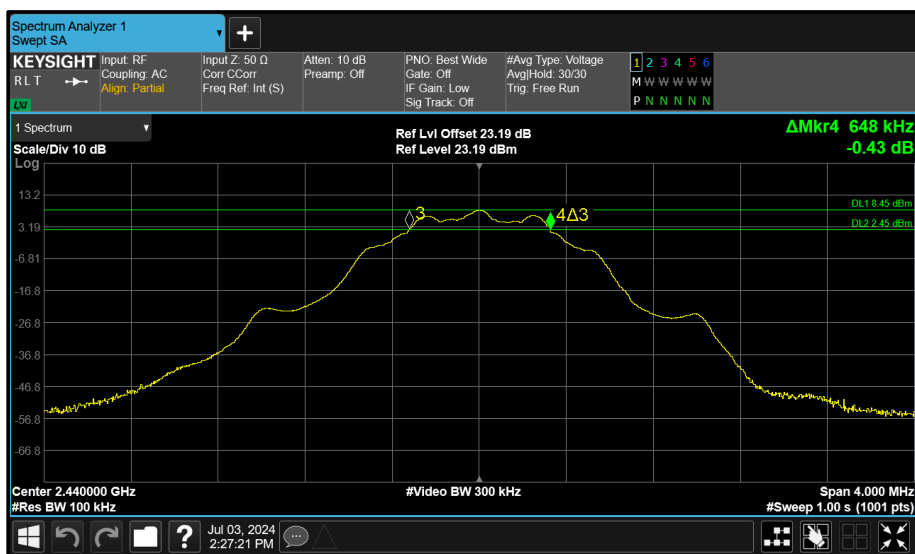 Spectrum Analyzer 1
Swept SA
▼
+
KEYSIGHT
R L T
LXI
Input: RF
Coupling: AC
Align: Partial
Input Z: 50 Ω
Corr CCorr
Freq Ref: Int (S)
Atten: 10 dB
Preamp: Off
PNO: Best Wide
Gate: Off
IF Gain: Low
Sig Track: Off
#Avg Type: Voltage
Avg|Hold: 30/30
Trig: Free Run
1 2 3 4 5 6
M W W W W W
P N N N N N
1 Spectrum ▼
Scale/Div 10 dB
Ref Lvl Offset 23.19 dB
Ref Level 23.19 dBm
ΔMkr4 648 kHz
-0.43 dB
Log
13.2
3.19
-6.81
-16.8
-26.8
-36.8
-46.8
-56.8
-66.8
3
4Δ3
DL1 8.45 dBm
DL2 2.45 dBm
Center 2.440000 GHz
#Res BW 100 kHz
#Video BW 300 kHz
Span 4.000 MHz
#Sweep 1.00 s (1001 pts)
?
Jul 03, 2024
2:27:21 PM